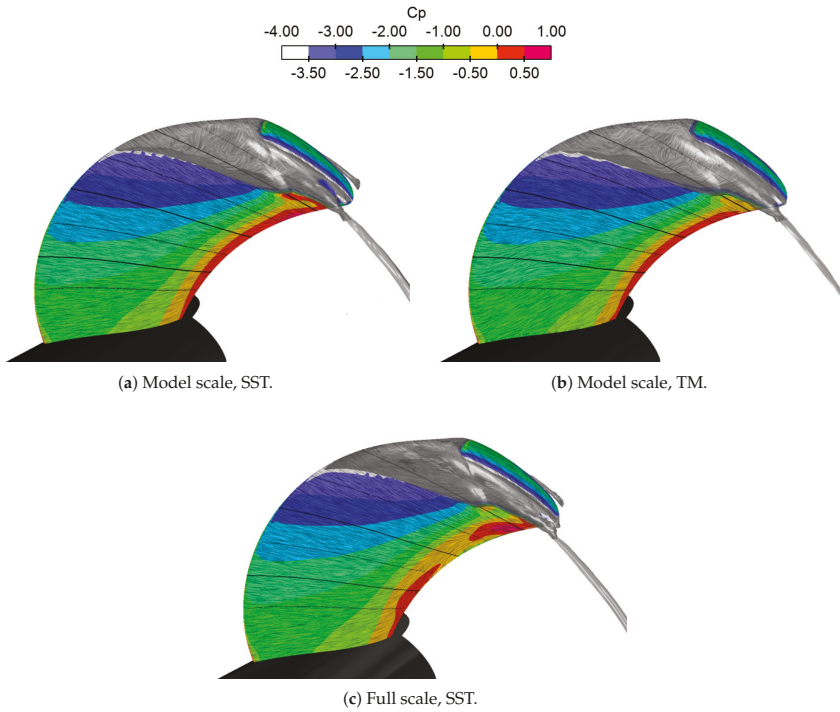 Cp
-4.00 -3.00 -2.00 -1.00 0.00 1.00
-3.50 -2.50 -1.50 -0.50 0.50
(a) Model scale, SST.
(b) Model scale, TM.
(c) Full scale, SST.